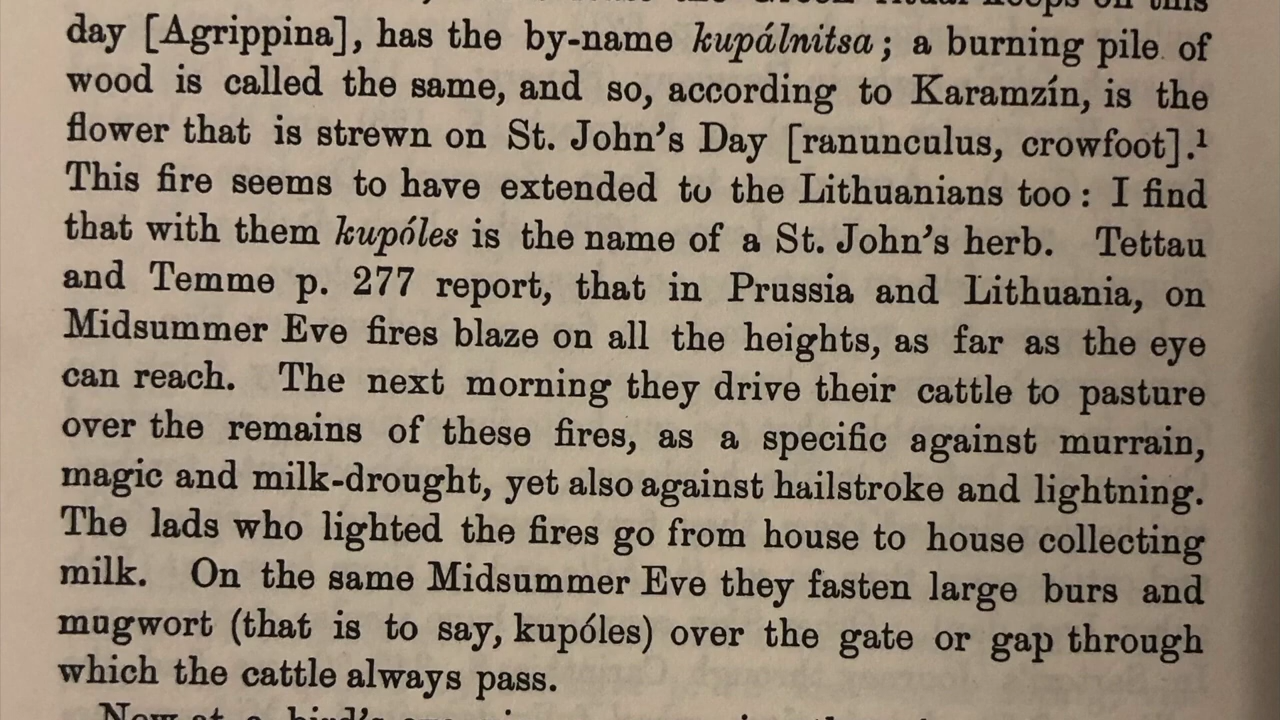 on this
day [Agrippina], has the by-name kupálnitsa; a burning pile of
wood is called the same, and so, according to Karamzín, is the
flower that is strewn on St. John's Day [ranunculus, crowfoot].¹
This fire seems to have extended to the Lithuanians too: I find
that with them kupóles is the name of a St. John's herb. Tettau
and Temme p. 277 report, that in Prussia and Lithuania, on
Midsummer Eve fires blaze on all the heights, as far as the eye
can reach. The next morning they drive their cattle to pasture
over the remains of these fires, as a specific against murrain,
magic and milk-drought, yet also against hailstroke and lightning.
The lads who lighted the fires go from house to house collecting
milk. On the same Midsummer Eve they fasten large burs and
mugwort (that is to say, kupóles) over the gate or gap through
which the cattle always pass.
Now at a bird's